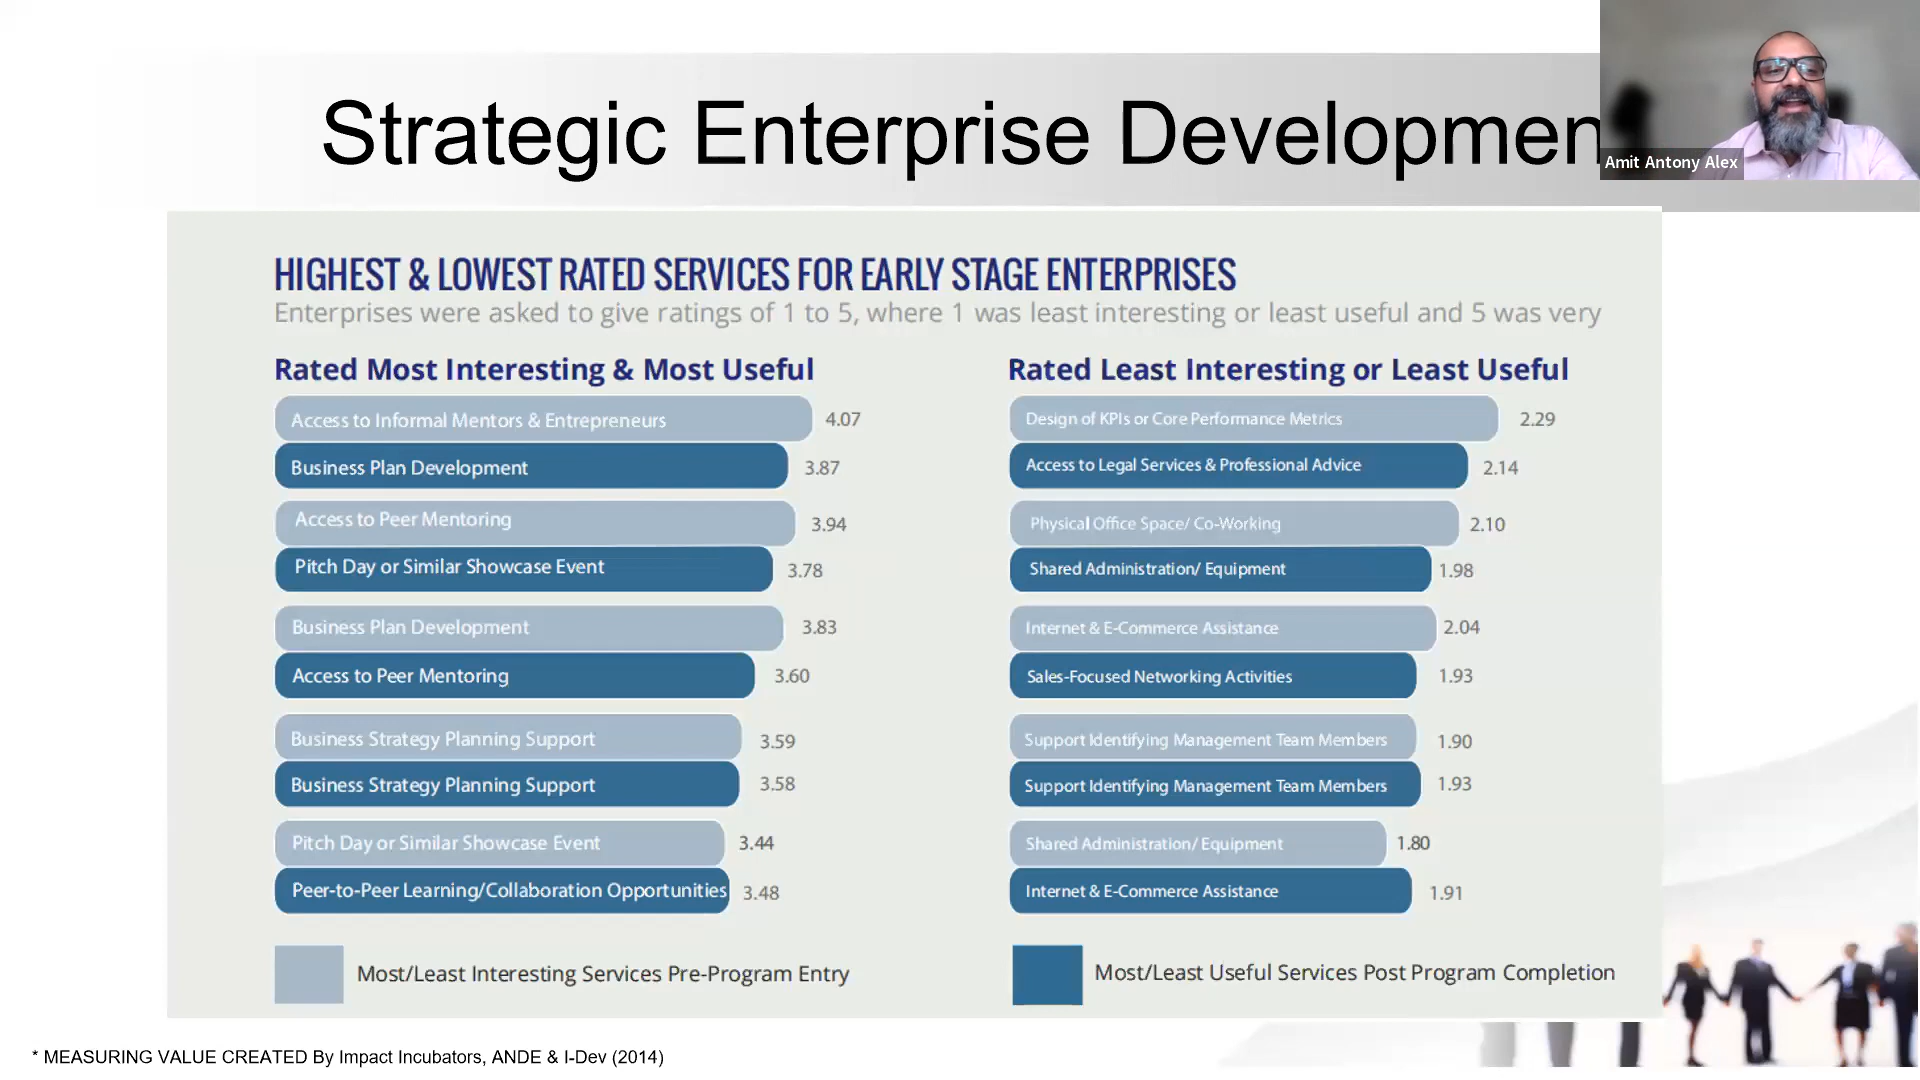 Strategic Enterprise Developmen
Amit Antony Alex
HIGHEST & LOWEST RATED SERVICES FOR EARLY STAGE ENTERPRISES
Enterprises were asked to give ratings of 1 to 5, where 1 was least interesting or least useful and 5 was very
Rated Most Interesting & Most Useful
Access to Informal Mentors & Entrepreneurs 4.07
Business Plan Development 3.87
Access to Peer Mentoring 3.94
Pitch Day or Similar Showcase Event 3.78
Business Plan Development 3.83
Access to Peer Mentoring 3.60
Business Strategy Planning Support 3.59
Business Strategy Planning Support 3.58
Pitch Day or Similar Showcase Event 3.44
Peer-to-Peer Learning/Collaboration Opportunities 3.48
Rated Least Interesting or Least Useful
Design of KPIs or Core Performance Metrics 2.29
Access to Legal Services & Professional Advice 2.14
Physical Office Space/ Co-Working 2.10
Shared Administration/ Equipment 1.98
Internet & E-Commerce Assistance 2.04
Sales-Focused Networking Activities 1.93
Support Identifying Management Team Members 1.90
Support Identifying Management Team Members 1.93
Shared Administration/ Equipment 1.80
Internet & E-Commerce Assistance 1.91
Most/Least Interesting Services Pre-Program Entry
Most/Least Useful Services Post Program Completion
* MEASURING VALUE CREATED By Impact Incubators, ANDE & I-Dev (2014)